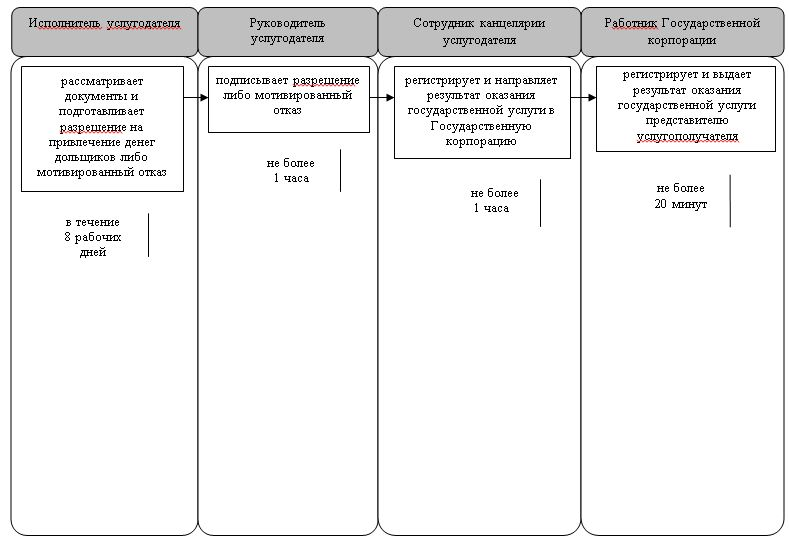 Исполнитель услугодателя
Руководитель
услугодателя
Сотрудник канцелярии
услугодателя
Работник Государственной
корпорации
рассматривает
документы и
подготавливает
разрешение на
привлечение денег
дольщиков либо
мотивированный отказ
в течение
8 рабочих
дней
подписывает разрешение
либо мотивированный
отказ
не более
1 часа
регистрирует и направляет
результат оказания
государственной услуги в
Государственную
корпорацию
не более
1 часа
регистрирует и выдает
результат оказания
государственной услуги
представителю
услугополучателя
не более
20 минут